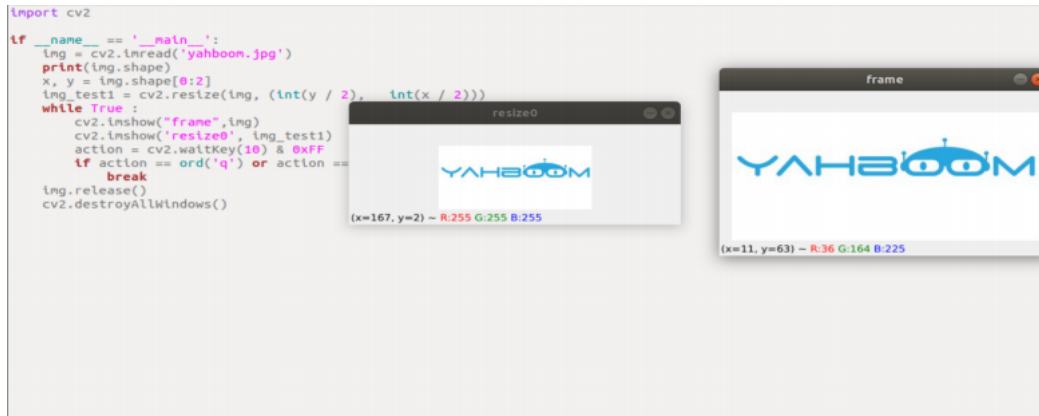 import cv2
if __name__ == '__main__':
    img = cv2.imread('yahboom.jpg')
    print(img.shape)
    x, y = img.shape[0:2]
    img_test1 = cv2.resize(img, (int(y / 2),   int(x / 2)))
    while True :
        cv2.imshow("frame",img)
        cv2.imshow('resize0', img_test1)
        action = cv2.waitKey(10) & 0xFF
        if action == ord('q') or action ==
            break
    img.release()
    cv2.destroyAllWindows()
resize0
YAHBOOM
(x=167, y=2) ~ R:255 G:255 B:255
frame
YAHBOOM
(x=11, y=63) ~ R:36 G:164 B:225